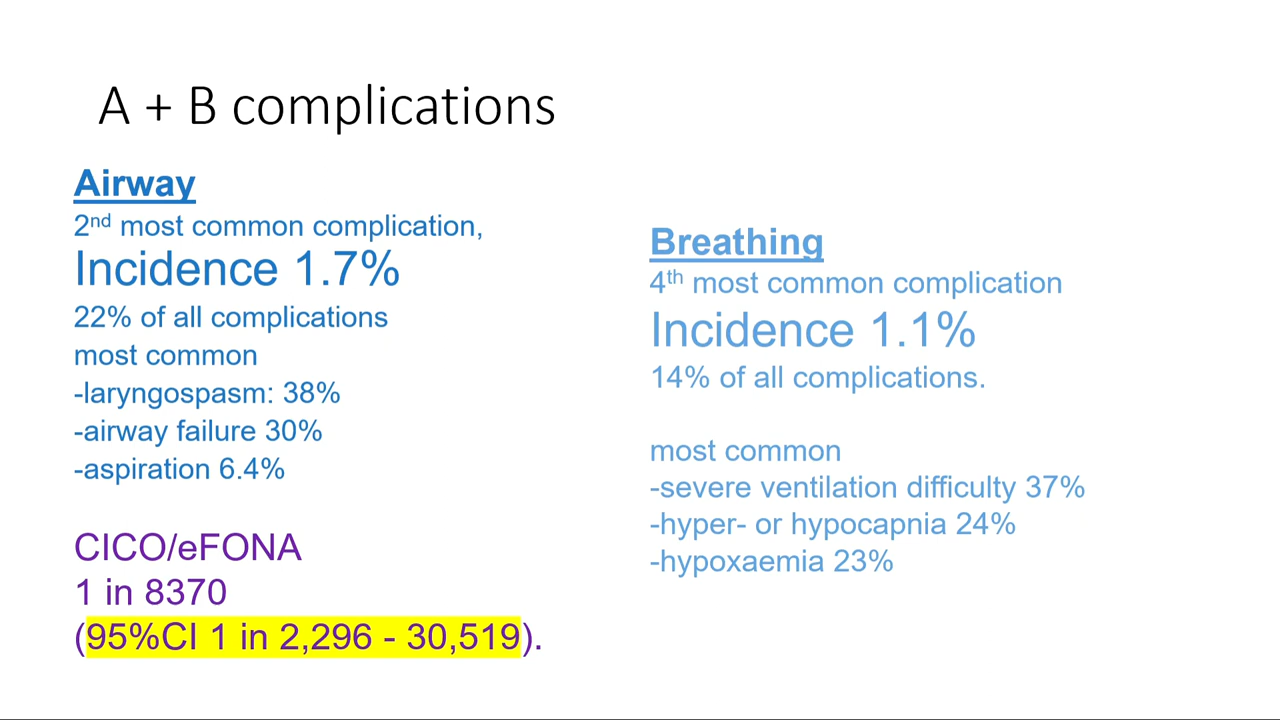 A + B complications
Airway
2nd most common complication,
Incidence 1.7%
22% of all complications
most common
-laryngospasm: 38%
-airway failure 30%
-aspiration 6.4%
CICO/eFONA
1 in 8370
(95%CI 1 in 2,296 - 30,519).
Breathing
4th most common complication
Incidence 1.1%
14% of all complications.
most common
-severe ventilation difficulty 37%
-hyper- or hypocapnia 24%
-hypoxaemia 23%